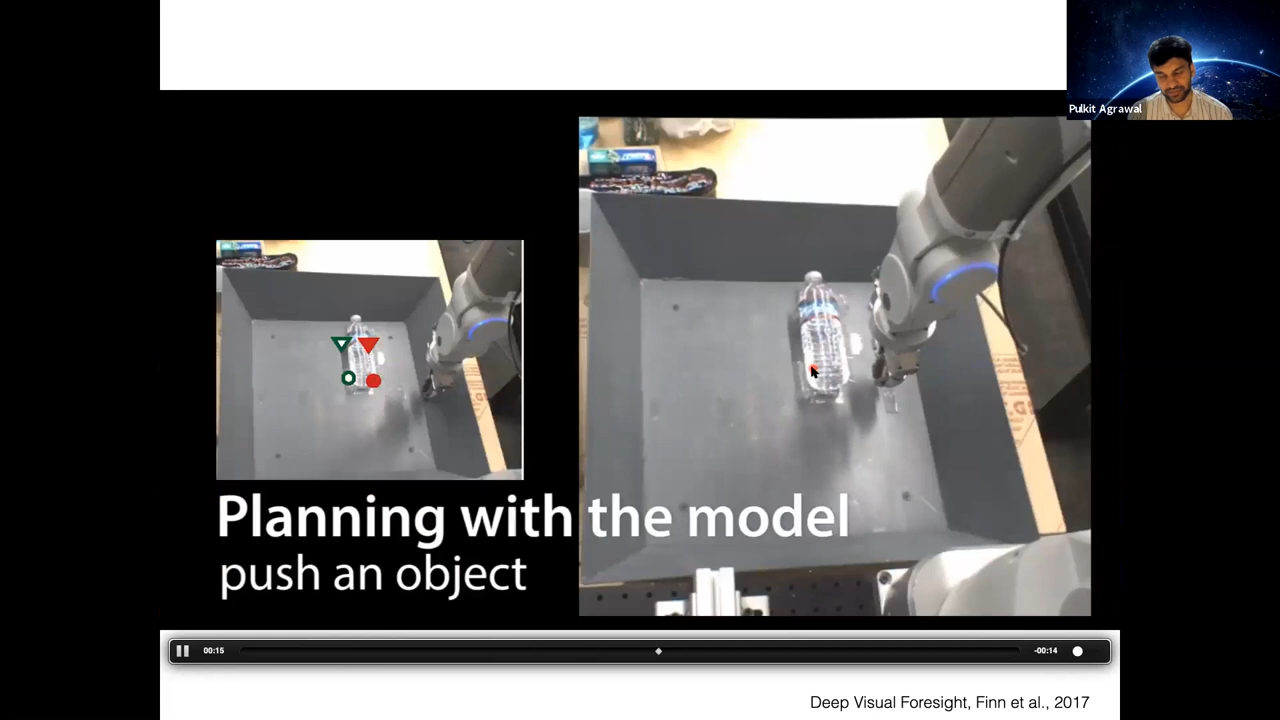 Pulkit Agrawal
Planning with the model
push an object
00:15
-00:14
Deep Visual Foresight, Finn et al., 2017